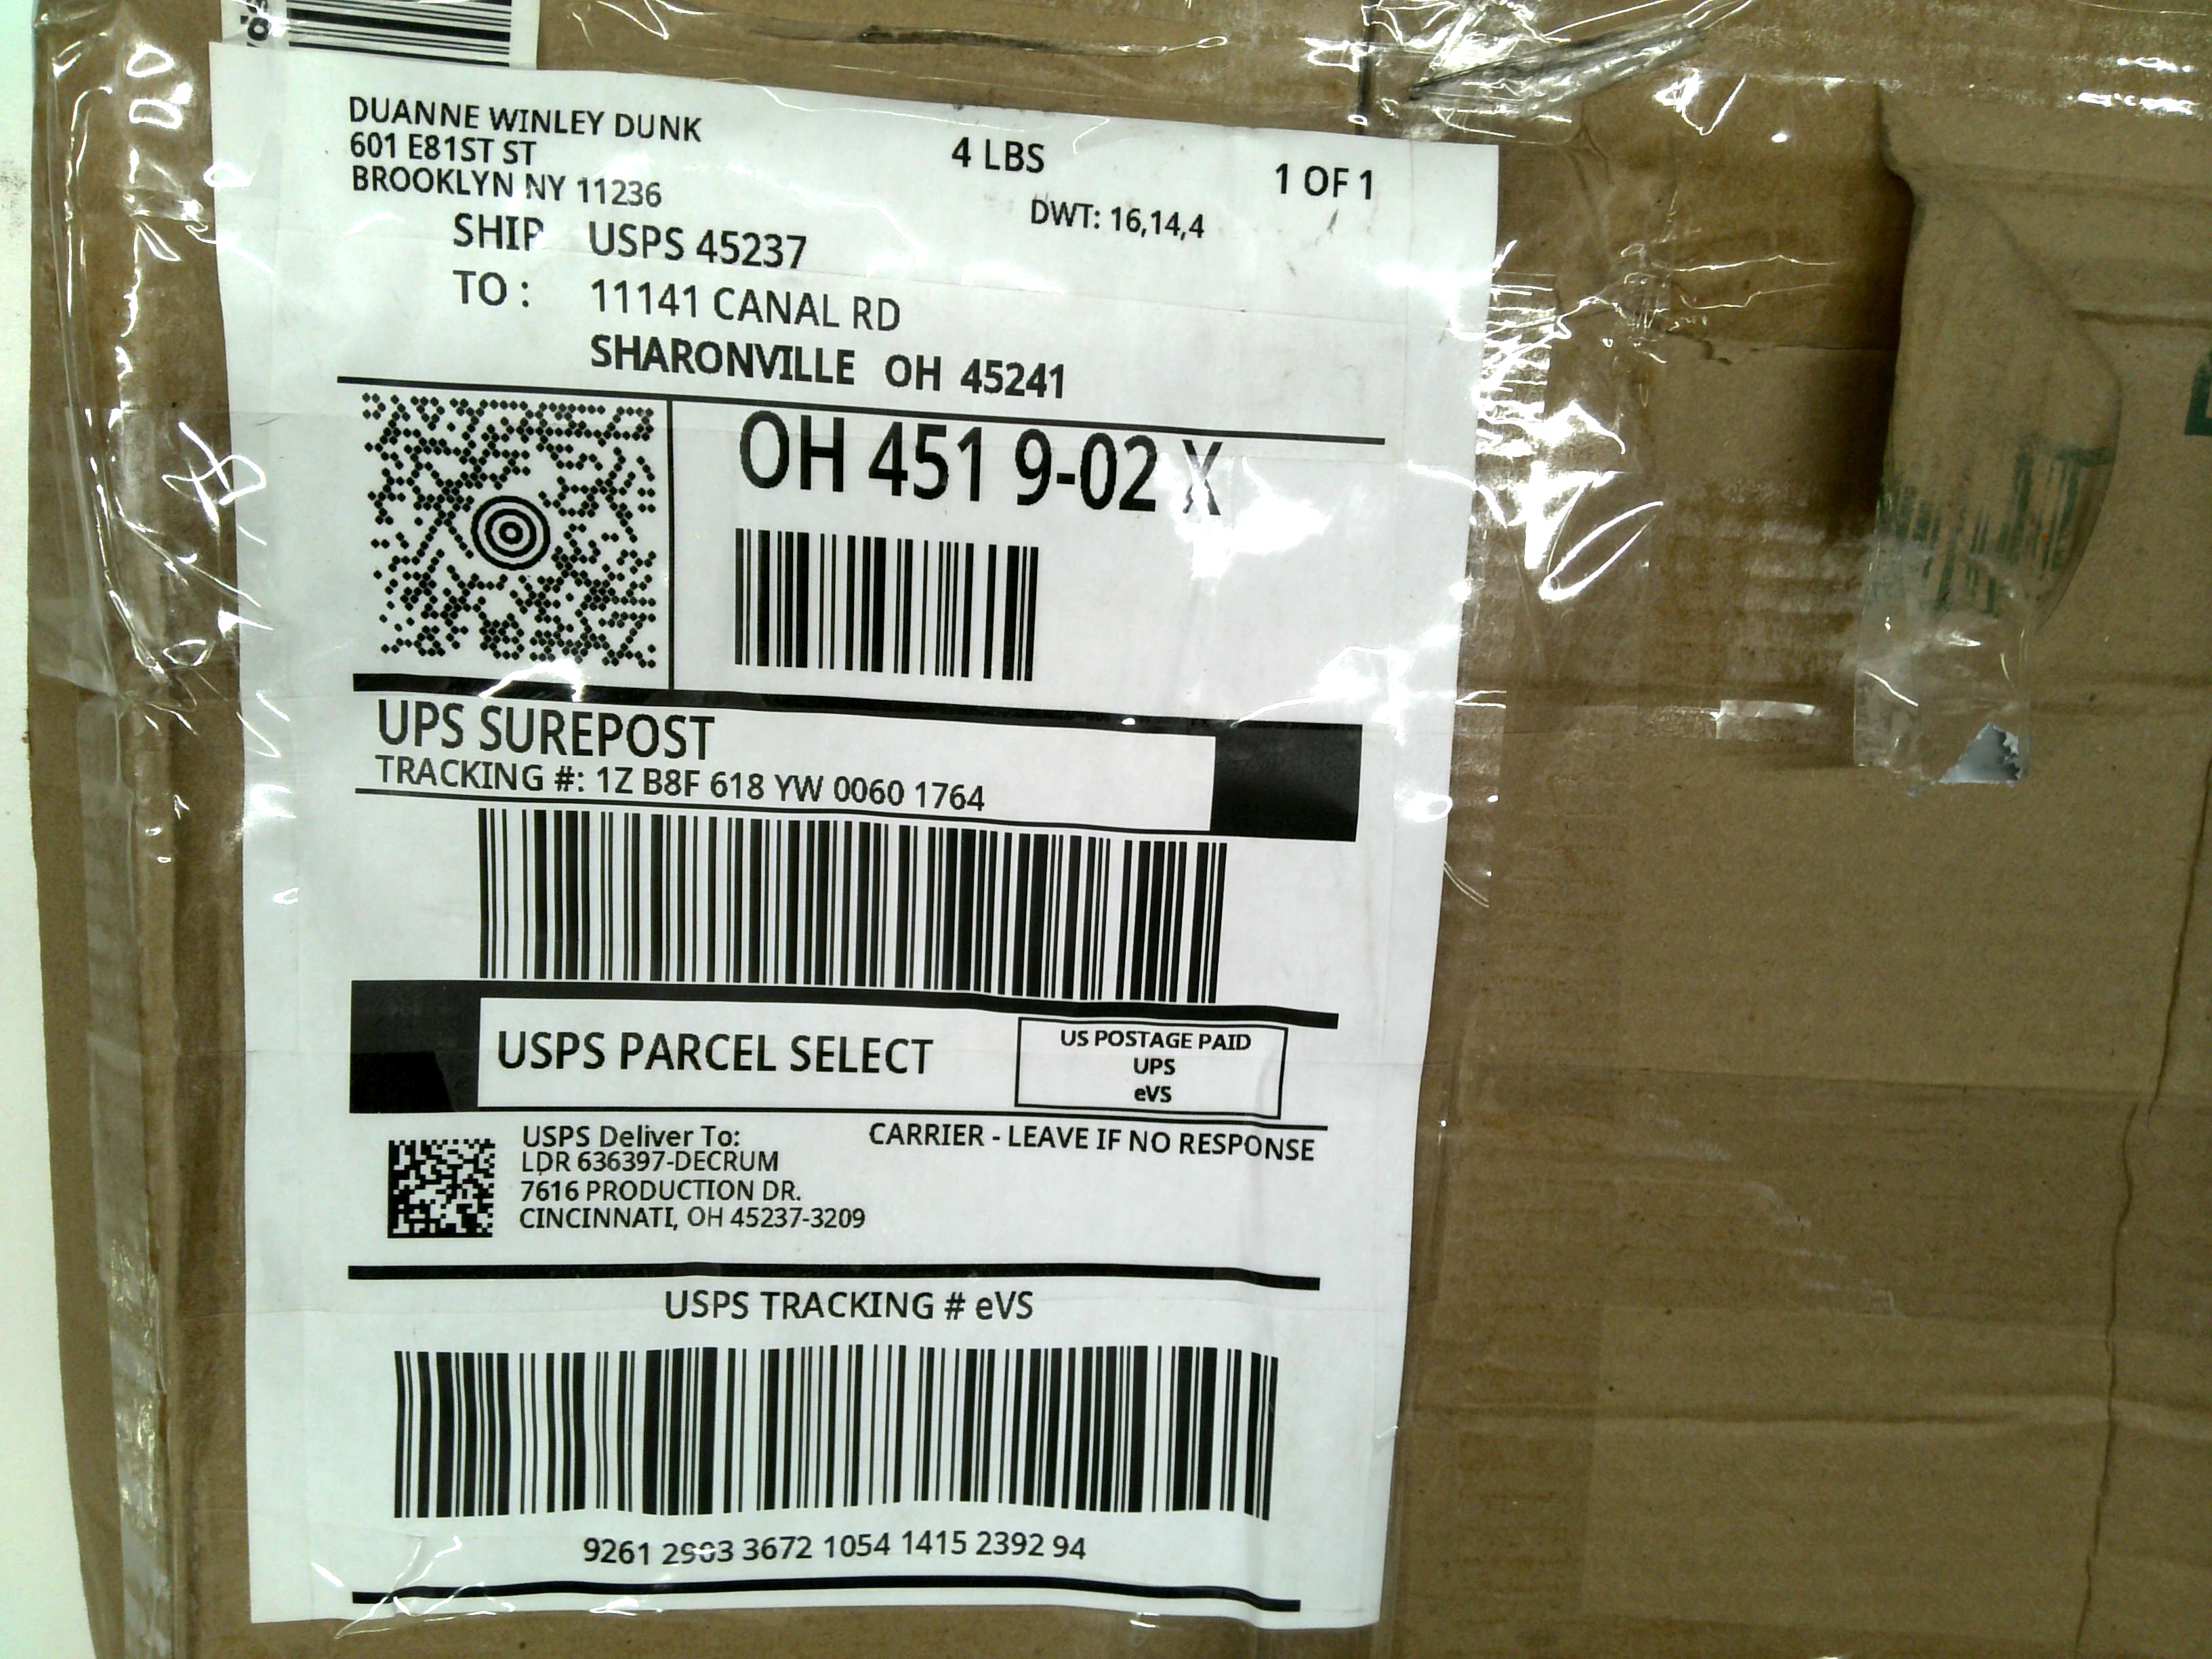 DUANNE WINLEY DUNK
601 E81ST ST
BROOKLYN NY 11236
4 LBS
1 OF 1
DWT: 16,14,4
SHIP USPS 45237
TO : 11141 CANAL RD
SHARONVILLE OH 45241
OH 451 9-02 X
UPS SUREPOST
TRACKING #: 1Z B8F 618 YW 0060 1764
USPS PARCEL SELECT
US POSTAGE PAID
UPS
eVS
USPS Deliver To:
CARRIER - LEAVE IF NO RESPONSE
LDR 636397-DECRUM
7616 PRODUCTION DR.
CINCINNATI, OH 45237-3209
USPS TRACKING # eVS
9261 2903 3672 1054 1415 2392 94